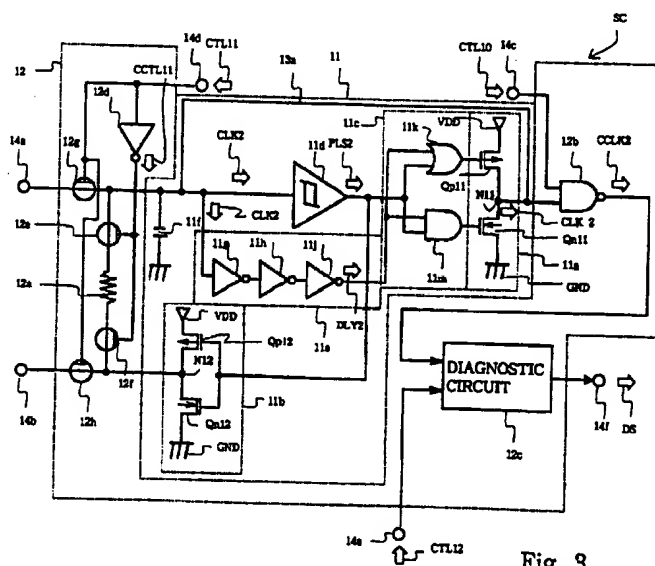 SC
12
14d
CTL11
CCTL11
13a
11
CTL10
14c
12d
12g
14a
CLK2
11d
PLS2
11c
11k
VDD
12b
CCLK2
Qp11
N11
CLK 2
CLK2
11f
12e
11g
11h
11j
11m
Qn11
12a
GND
11a
DLY2
VDD
11e
Qp12
N12
12f
14b
12h
Qn12
11b
GND
DIAGNOSTIC
CIRCUIT
12c
14f
DS
14e
CTL12
Fig. 8